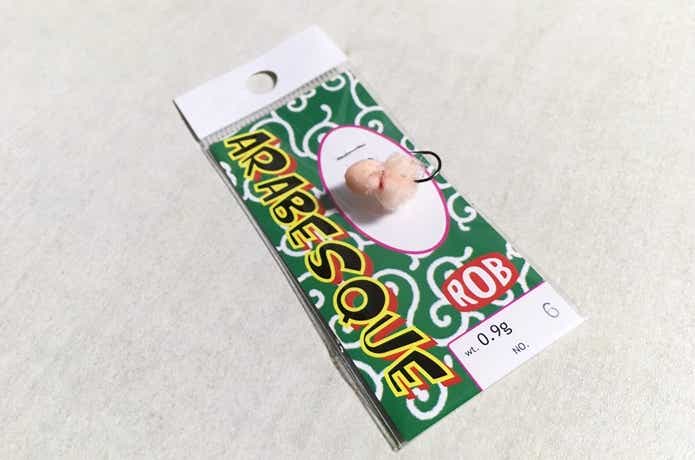 ARABESQUE
ROB
wt. 0.9g
NO. 6